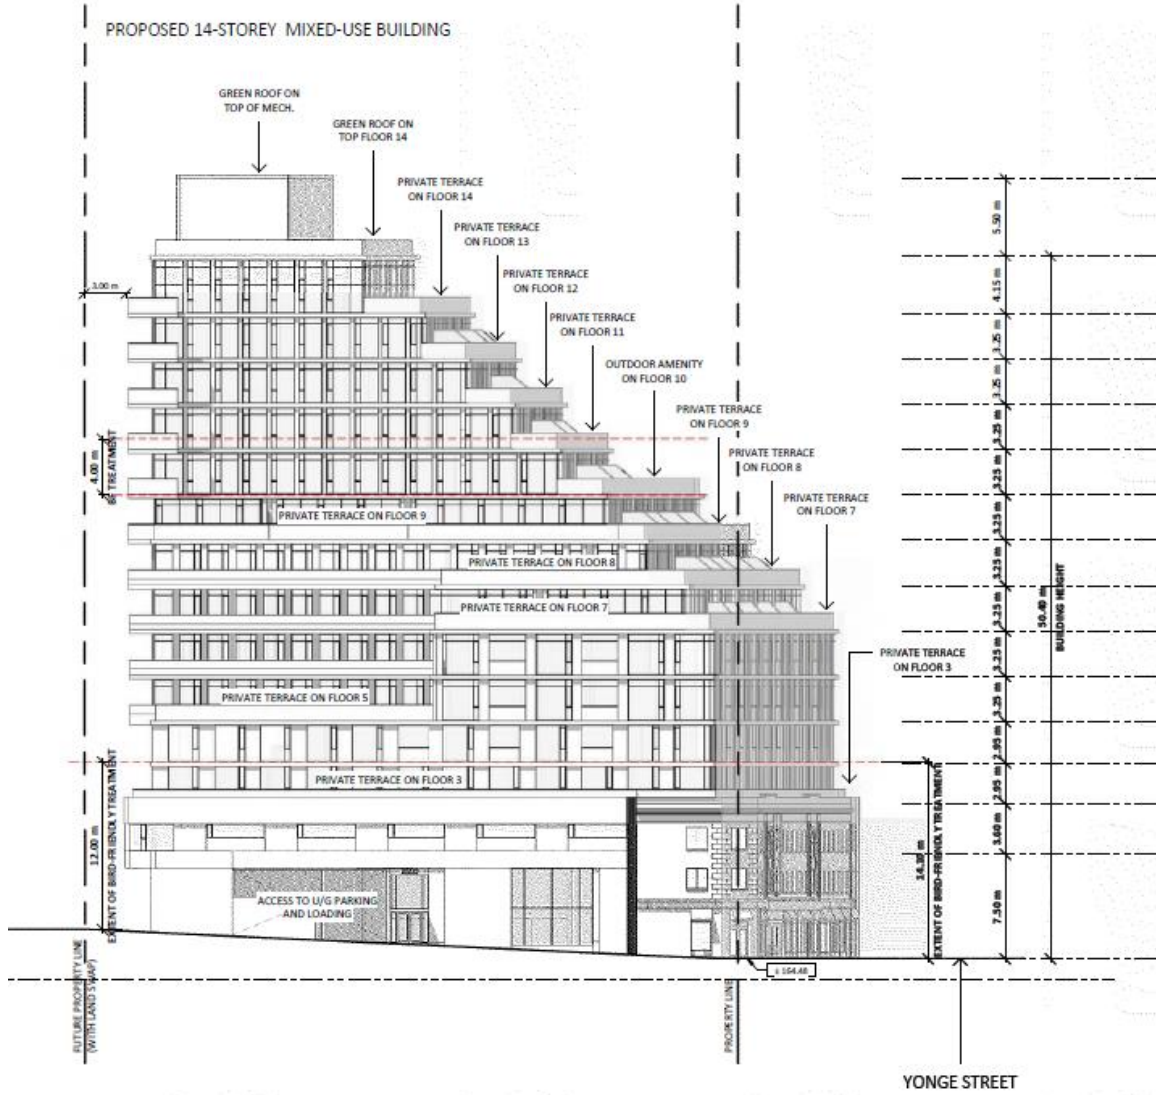 PROPOSED 14-STOREY MIXED-USE BUILDING
GREEN ROOF ON
TOP OF MECH.
GREEN ROOF ON
TOP FLOOR 14
PRIVATE TERRACE
ON FLOOR 14
PRIVATE TERRACE
ON FLOOR 13
PRIVATE TERRACE
ON FLOOR 12
PRIVATE TERRACE
ON FLOOR 11
OUTDOOR AMENITY
ON FLOOR 10
PRIVATE TERRACE
ON FLOOR 9
PRIVATE TERRACE
ON FLOOR 8
PRIVATE TERRACE
ON FLOOR 7
PRIVATE TERRACE
ON FLOOR 3
3.00 m
4.00 m
BF TREATMENT
PRIVATE TERRACE ON FLOOR 9
PRIVATE TERRACE ON FLOOR 8
PRIVATE TERRACE ON FLOOR 7
PRIVATE TERRACE ON FLOOR 5
PRIVATE TERRACE ON FLOOR 3
12.00 m
EXTENT OF BIRD-FRIENDLY TREATMENT
ACCESS TO U/G PARKING
AND LOADING
5.50 m
4.15 m
3.25 m
3.25 m
3.25 m
3.25 m
3.25 m
3.25 m
3.25 m
3.25 m
3.25 m
2.95 m
2.95 m
3.60 m
7.50 m
50.40 m
BUILDING HEIGHT
14.20 m
EXTENT OF BIRD-FRIENDLY TREATMENT
± 164.48
FUTURE PROPERTY LINE
(WITH LAND SWAP)
PROPERTY LINE
YONGE STREET